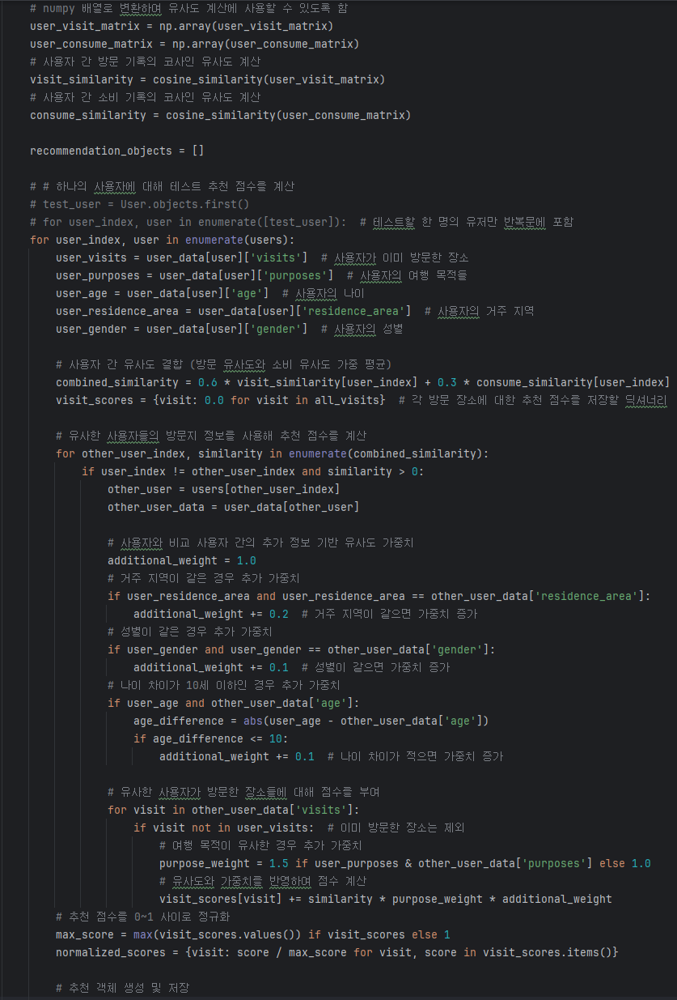 # numpy 배열로 변환하여 유사도 계산에 사용할 수 있도록 함
user_visit_matrix = np.array(user_visit_matrix)
user_consume_matrix = np.array(user_consume_matrix)
# 사용자 간 방문 기록의 코사인 유사도 계산
visit_similarity = cosine_similarity(user_visit_matrix)
# 사용자 간 소비 기록의 코사인 유사도 계산
consume_similarity = cosine_similarity(user_consume_matrix)

recommendation_objects = []

# # 하나의 사용자에 대해 테스트 추천 점수를 계산
# test_user = User.objects.first()
# for user_index, user in enumerate([test_user]):  # 테스트할 한 명의 유저만 반복문에 포함
for user_index, user in enumerate(users):
    user_visits = user_data[user]['visits']  # 사용자가 이미 방문한 장소
    user_purposes = user_data[user]['purposes']  # 사용자의 여행 목적들
    user_age = user_data[user]['age']  # 사용자의 나이
    user_residence_area = user_data[user]['residence_area']  # 사용자의 거주 지역
    user_gender = user_data[user]['gender']  # 사용자의 성별

    # 사용자 간 유사도 결합 (방문 유사도와 소비 유사도 가중 평균)
    combined_similarity = 0.6 * visit_similarity[user_index] + 0.3 * consume_similarity[user_index]
    visit_scores = {visit: 0.0 for visit in all_visits}  # 각 방문 장소에 대한 추천 점수를 저장할 딕셔너리

    # 유사한 사용자들의 방문지 정보를 사용해 추천 점수를 계산
    for other_user_index, similarity in enumerate(combined_similarity):
        if user_index != other_user_index and similarity > 0:
            other_user = users[other_user_index]
            other_user_data = user_data[other_user]

            # 사용자와 비교 사용자 간의 추가 정보 기반 유사도 가중치
            additional_weight = 1.0
            # 거주 지역이 같은 경우 추가 가중치
            if user_residence_area and user_residence_area == other_user_data['residence_area']:
                additional_weight += 0.2  # 거주 지역이 같으면 가중치 증가
            # 성별이 같은 경우 추가 가중치
            if user_gender and user_gender == other_user_data['gender']:
                additional_weight += 0.1  # 성별이 같으면 가중치 증가
            # 나이 차이가 10세 이하인 경우 추가 가중치
            if user_age and other_user_data['age']:
                age_difference = abs(user_age - other_user_data['age'])
                if age_difference <= 10:
                    additional_weight += 0.1  # 나이 차이가 적으면 가중치 증가

            # 유사한 사용자가 방문한 장소들에 대해 점수를 부여
            for visit in other_user_data['visits']:
                if visit not in user_visits:  # 이미 방문한 장소는 제외
                    # 여행 목적이 유사한 경우 추가 가중치
                    purpose_weight = 1.5 if user_purposes & other_user_data['purposes'] else 1.0
                    # 유사도와 가중치를 반영하여 점수 계산
                    visit_scores[visit] += similarity * purpose_weight * additional_weight
    # 추천 점수를 0~1 사이로 정규화
    max_score = max(visit_scores.values()) if visit_scores else 1
    normalized_scores = {visit: score / max_score for visit, score in visit_scores.items()}

    # 추천 객체 생성 및 저장